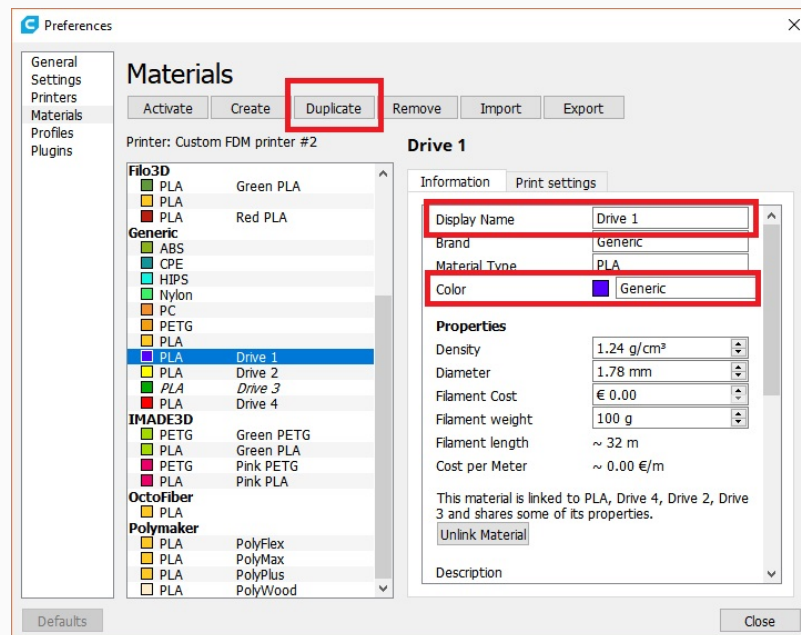 Preferences
General
Settings
Printers
Materials
Profiles
Plugins
Materials
Activate
Create
Duplicate
Remove
Import
Export
Printer: Custom FDM printer #2
Filo3D
PLA Green PLA
PLA
PLA Red PLA
Generic
ABS
CPE
HIPS
Nylon
PC
PETG
PLA
PLA Drive 1
PLA Drive 2
PLA Drive 3
PLA Drive 4
IMADE3D
PETG Green PETG
PLA Green PLA
PETG Pink PETG
PLA Pink PLA
OctoFiber
PLA
Polymaker
PLA PolyFlex
PLA PolyMax
PLA PolyPlus
PLA PolyWood
Drive 1
Information
Print settings
Display Name Drive 1
Brand Generic
Material Type PLA
Color Generic
Properties
Density 1.24 g/cm³
Diameter 1.78 mm
Filament Cost € 0.00
Filament weight 100 g
Filament length ~ 32 m
Cost per Meter ~ 0.00 €/m
This material is linked to PLA, Drive 4, Drive 2, Drive
3 and shares some of its properties.
Unlink Material
Description
Defaults
Close